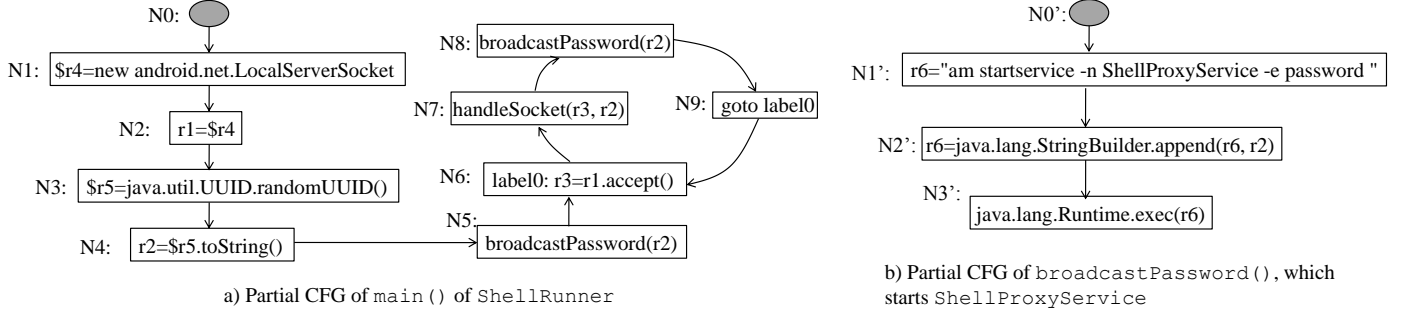 N0:
N1: $r4=new android.net.LocalServerSocket
N2: r1=$r4
N3: $r5=java.util.UUID.randomUUID()
N4: r2=$r5.toString()
N5: broadcastPassword(r2)
N6: label0: r3=r1.accept()
N7: handleSocket(r3, r2)
N8: broadcastPassword(r2)
N9: goto label0
a) Partial CFG of main() of ShellRunner
N0':
N1': r6="am startservice -n ShellProxyService -e password "
N2': r6=java.lang.StringBuilder.append(r6, r2)
N3':
java.lang.Runtime.exec(r6)
b) Partial CFG of broadcastPassword(), which
starts ShellProxyService